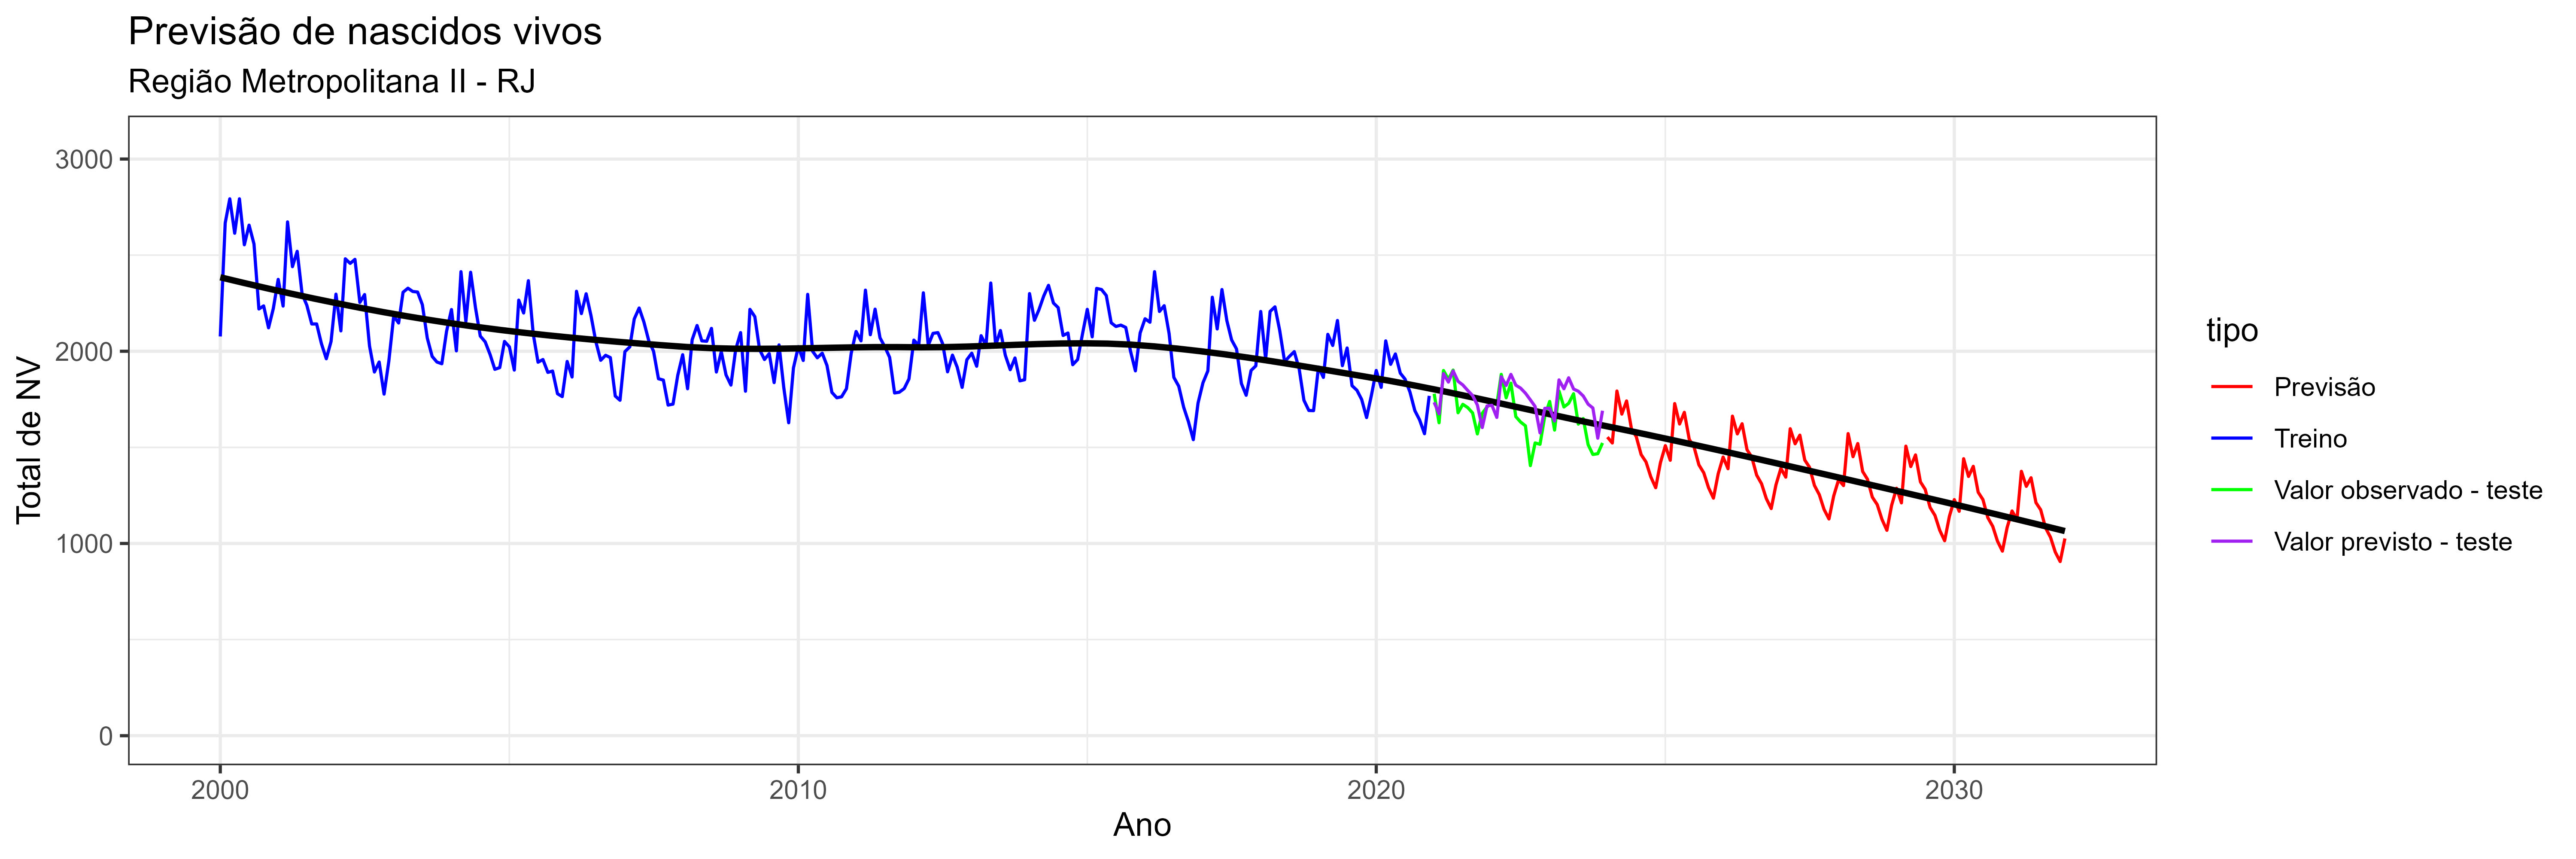 Previsão de nascidos vivos
Região Metropolitana II - RJ
Total de NV
3000
2000
1000
0
2000
2010
2020
2030
Ano
tipo
Previsão
Treino
Valor observado - teste
Valor previsto - teste